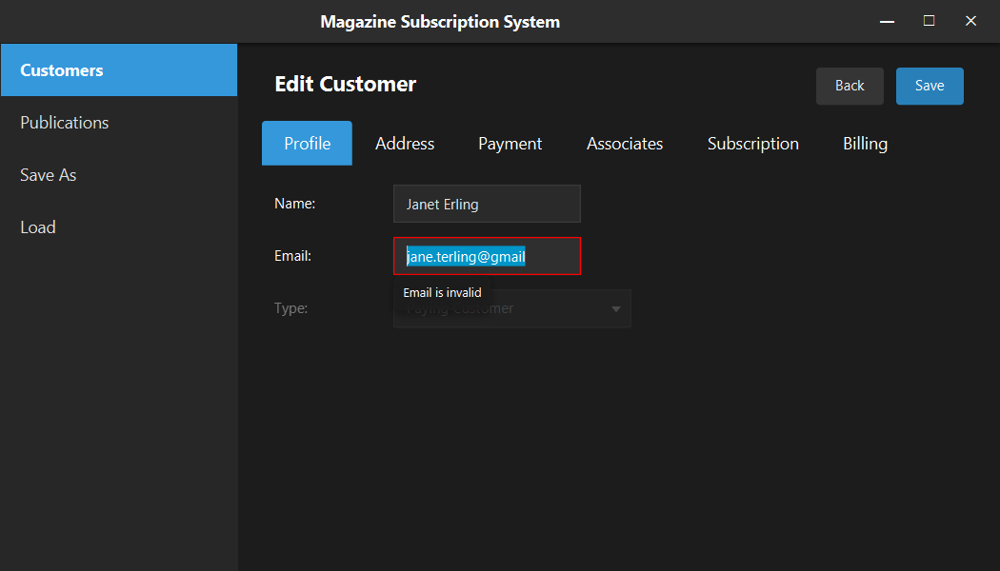 Magazine Subscription System
Customers
Publications
Save As
Load
Edit Customer
Back
Save
Profile
Address
Payment
Associates
Subscription
Billing
Name:
Janet Erling
Email:
jane.terling@gmail
Email is invalid
Type:
Paying Customer